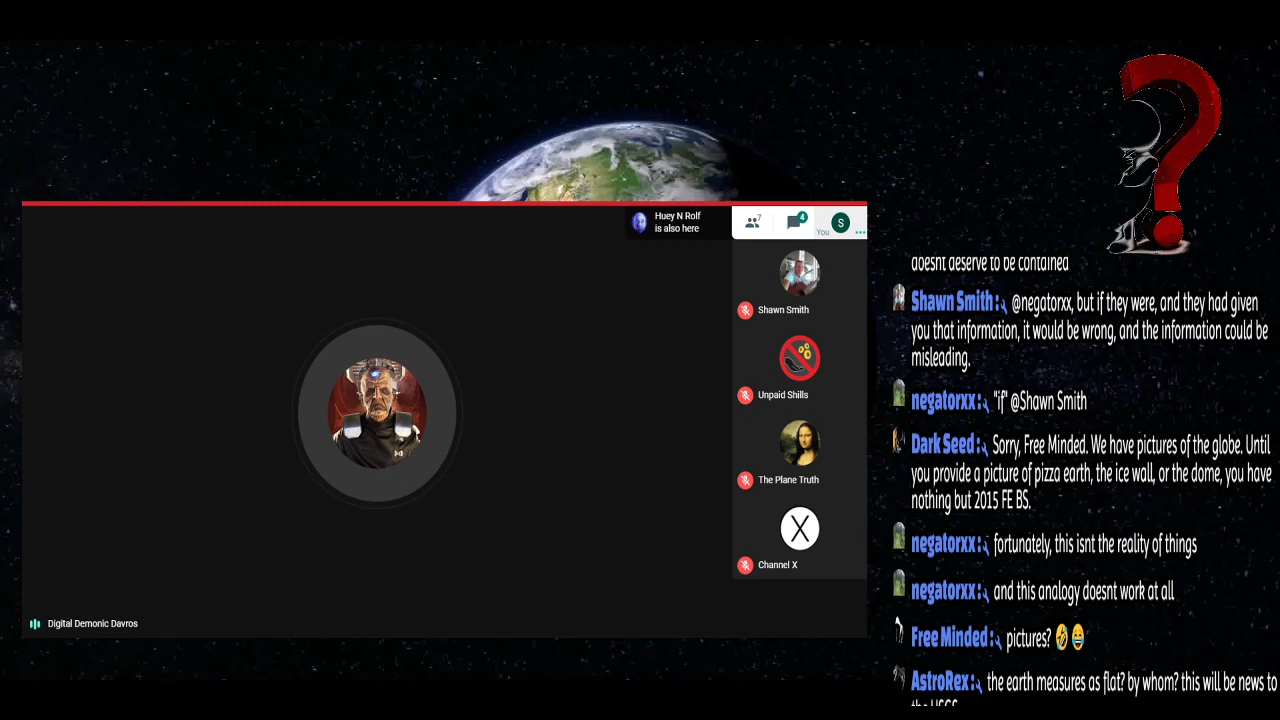 Huey N Rolf
is also here
7
4
You
S
Shawn Smith
Unpaid Shills
The Plane Truth
X
Channel X
Digital Demonic Davros
?
doesnt deserve to be contained
Shawn Smith: @negatorxx, but if they were, and they had given
you that information, it would be wrong, and the information could be
misleading.
negatorxx: "if" @Shawn Smith
Dark Seed: Sorry, Free Minded. We have pictures of the globe. Until
you provide a picture of pizza earth, the ice wall, or the dome, you have
nothing but 2015 FE BS.
negatorxx: fortunately, this isnt the reality of things
negatorxx: and this analogy doesnt work at all
Free Minded: pictures? 🤣😂
AstroRex: the earth measures as flat? by whom? this will be news to
the USGS